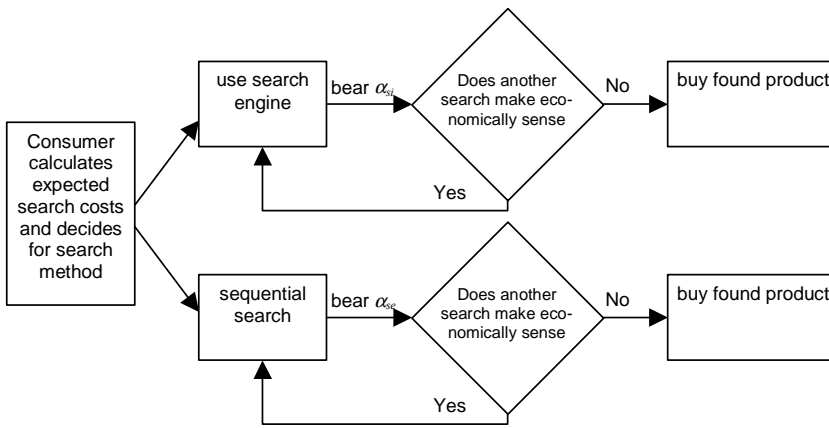 Consumer
calculates
expected
search costs
and decides
for search
method
use search
engine
bear αsi
Does another
search make eco-
nomically sense
No
buy found product
Yes
sequential
search
bear αse
Does another
search make eco-
nomically sense
No
buy found product
Yes